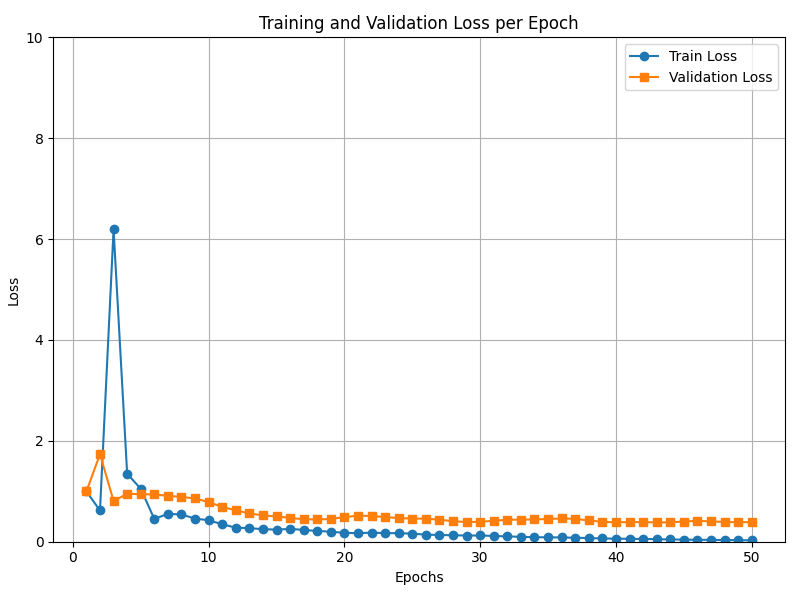 Training and Validation Loss per Epoch
Train Loss
Validation Loss
10
8
6
4
2
0
Loss
0 10 20 30 40 50
Epochs